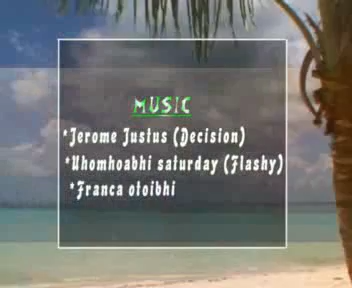 MUSIC
*Jerome Justus (Decision)
*Uhomhoabhi saturday (Flashy)
*Franca otoibhi